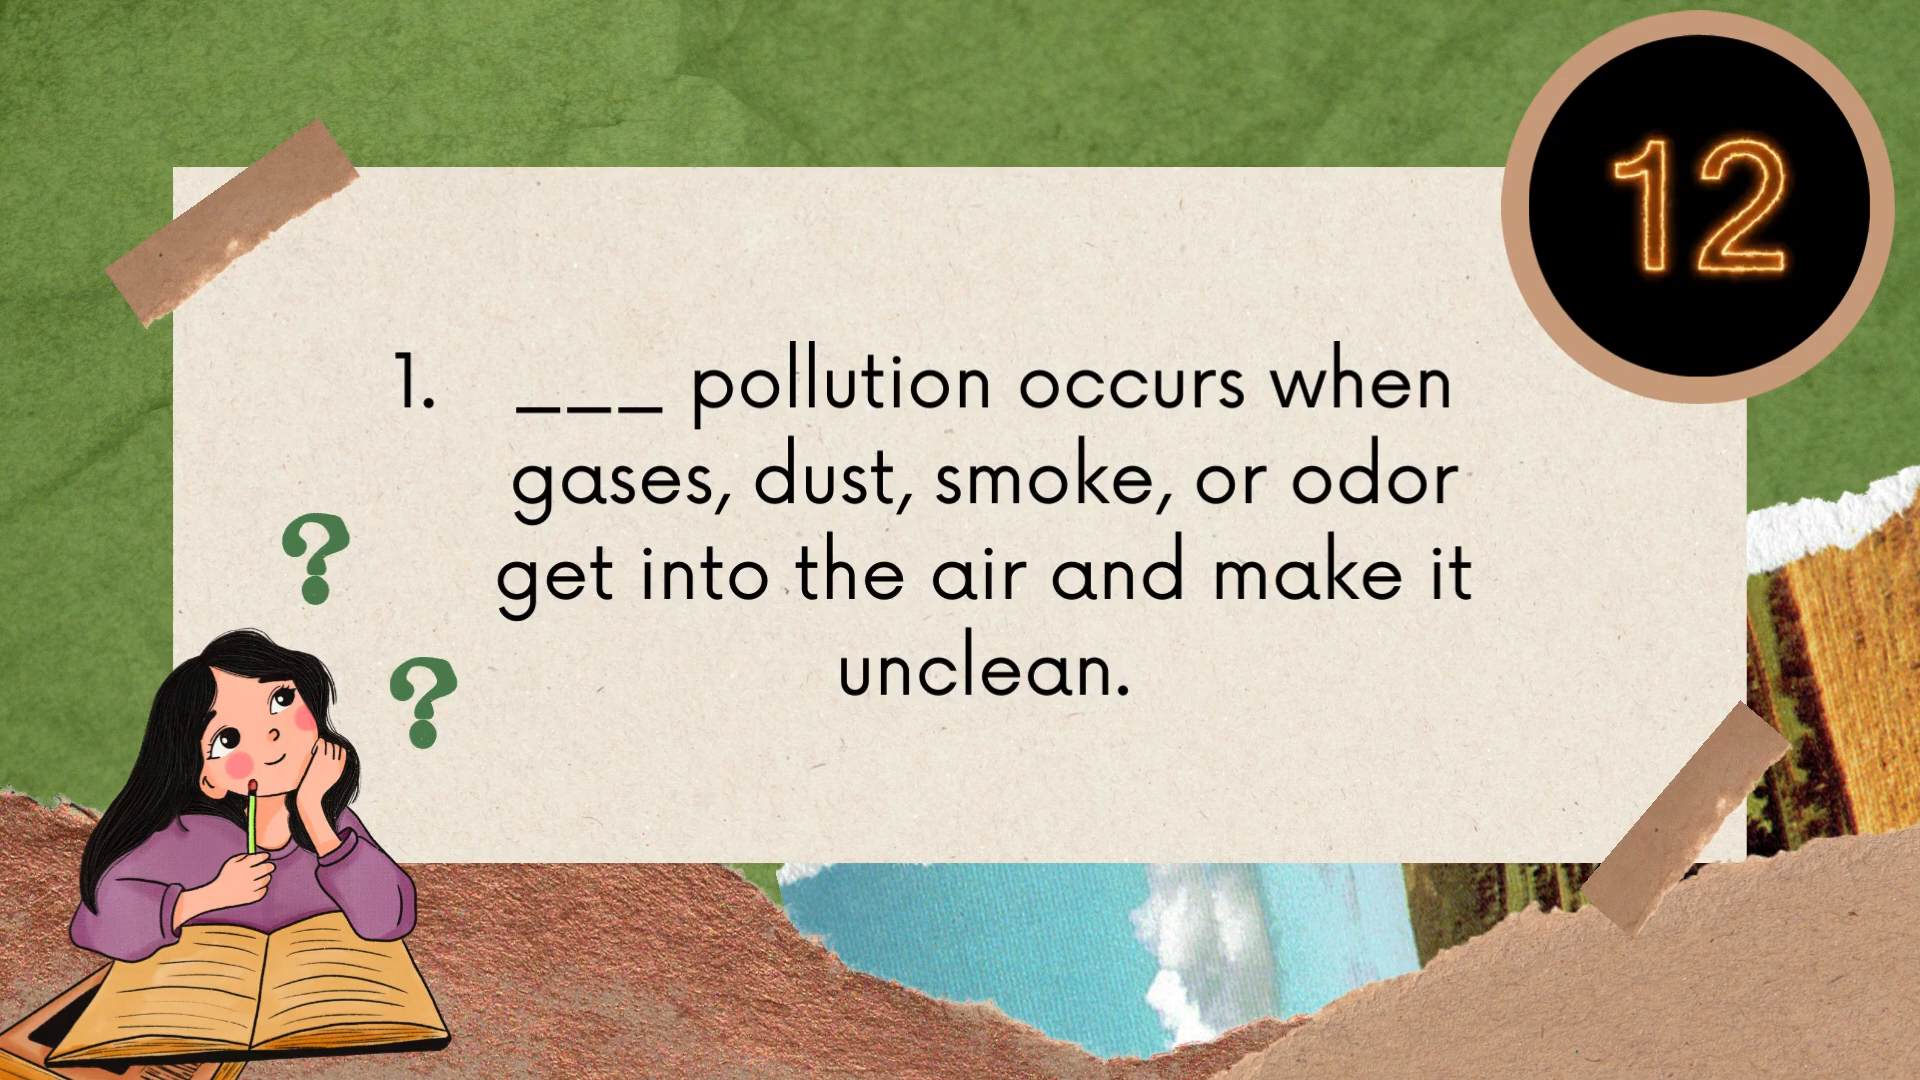 12
1. ___ pollution occurs when
gases, dust, smoke, or odor
get into the air and make it
unclean.
?
?